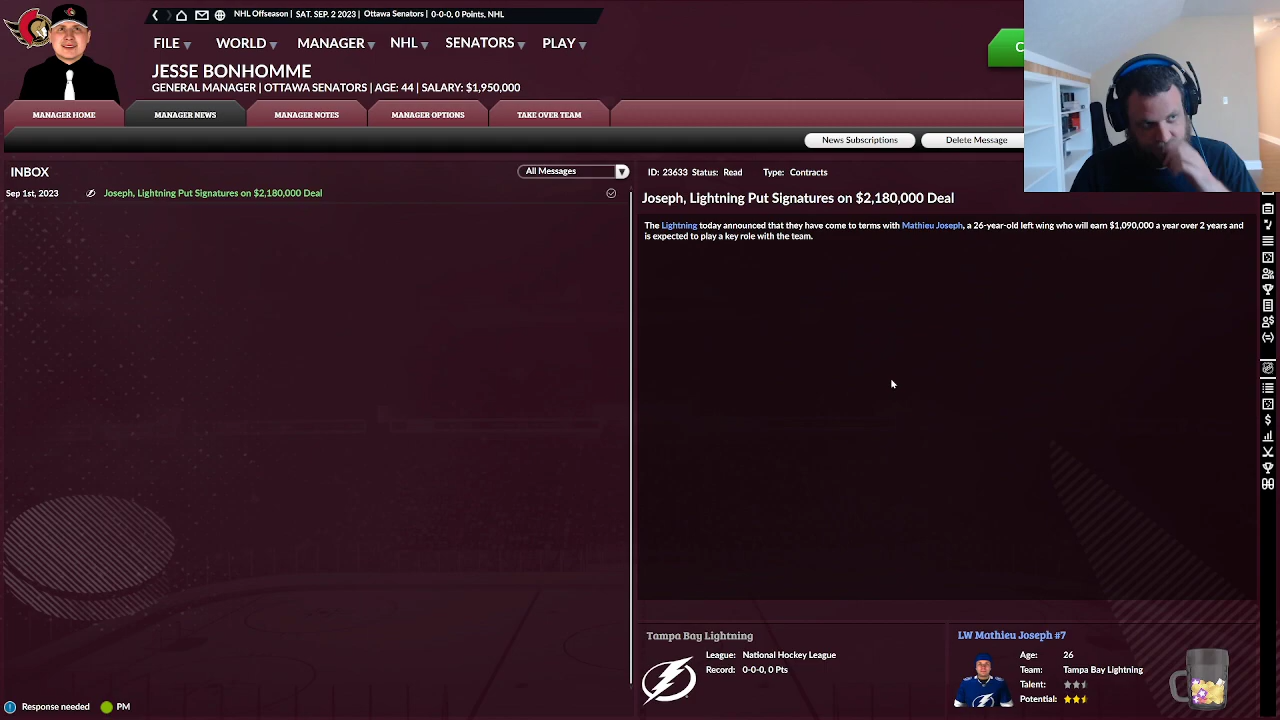 NHL Offseason | SAT. SEP. 2 2023 | Ottawa Senators | 0-0-0, 0 Points, NHL
FILE WORLD MANAGER NHL SENATORS PLAY
JESSE BONHOMME
GENERAL MANAGER | OTTAWA SENATORS | AGE: 44 | SALARY: $1,950,000
MANAGER HOME MANAGER NEWS MANAGER NOTES MANAGER OPTIONS TAKE OVER TEAM
News Subscriptions Delete Message
INBOX All Messages
Sep 1st, 2023 Joseph, Lightning Put Signatures on $2,180,000 Deal
ID: 23633 Status: Read Type: Contracts
Joseph, Lightning Put Signatures on $2,180,000 Deal
The Lightning today announced that they have come to terms with Mathieu Joseph, a 26-year-old left wing who will earn $1,090,000 a year over 2 years and
is expected to play a key role with the team.
Tampa Bay Lightning
League: National Hockey League
Record: 0-0-0, 0 Pts
LW Mathieu Joseph #7
Age: 26
Team: Tampa Bay Lightning
Talent:
Potential:
Response needed PM